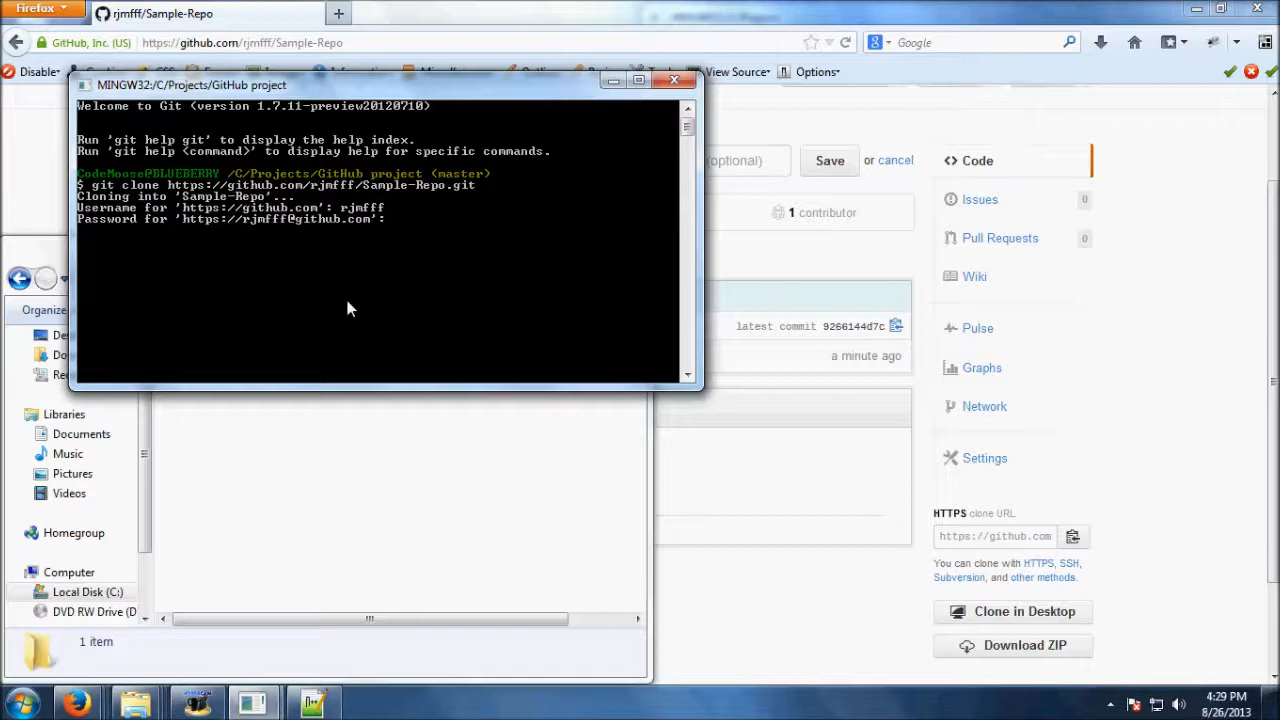 Firefox
rjmfff/Sample-Repo
GitHub, Inc. (US)
https://github.com/rjmfff/Sample-Repo
Google
Disable
View Source
Options
MINGW32:/C/Projects/GitHub project
Welcome to Git (version 1.7.11-preview20120710)
Run 'git help git' to display the help index.
Run 'git help <command>' to display help for specific commands.
CodeMoose@BLUEBERRY /C/Projects/GitHub project (master)
$ git clone https://github.com/rjmfff/Sample-Repo.git
Cloning into 'Sample-Repo'...
Username for 'https://github.com': rjmfff
Password for 'https://rjmfff@github.com':
(optional)
Save
or cancel
1 contributor
latest commit 9266144d7c
a minute ago
Code
Issues 0
Pull Requests 0
Wiki
Pulse
Graphs
Network
Settings
HTTPS clone URL
https://github.com
You can clone with HTTPS, SSH,
Subversion, and other methods.
Clone in Desktop
Download ZIP
Organize
De
Do
Re
Libraries
Documents
Music
Pictures
Videos
Homegroup
Computer
Local Disk (C:)
DVD RW Drive (D
1 item
4:29 PM
8/26/2013